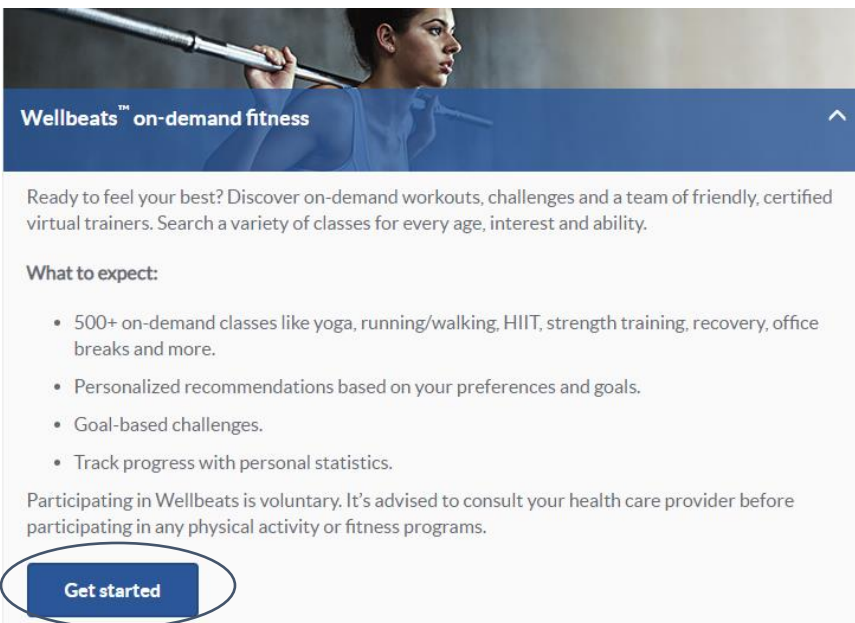 Wellbeats™ on-demand fitness
Ready to feel your best? Discover on-demand workouts, challenges and a team of friendly, certified
virtual trainers. Search a variety of classes for every age, interest and ability.
What to expect:
• 500+ on-demand classes like yoga, running/walking, HIIT, strength training, recovery, office
breaks and more.
• Personalized recommendations based on your preferences and goals.
• Goal-based challenges.
• Track progress with personal statistics.
Participating in Wellbeats is voluntary. It's advised to consult your health care provider before
participating in any physical activity or fitness programs.
Get started